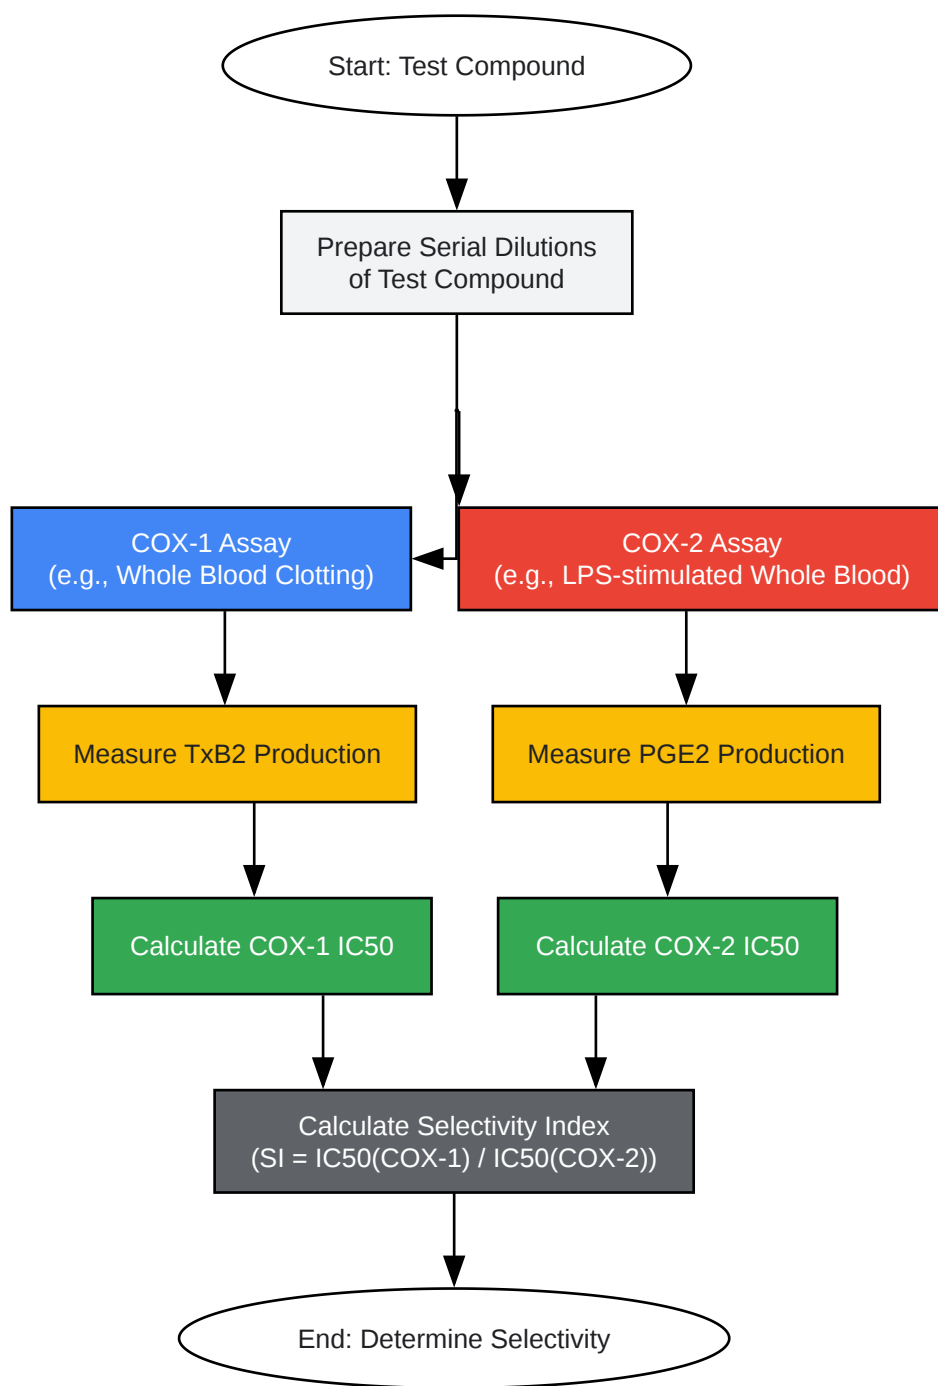 Start: Test Compound
Prepare Serial Dilutions
of Test Compound
COX-1 Assay
(e.g., Whole Blood Clotting)
COX-2 Assay
(e.g., LPS-stimulated Whole Blood)
Measure TxB2 Production
Measure PGE2 Production
Calculate COX-1 IC50
Calculate COX-2 IC50
Calculate Selectivity Index
(SI = IC50(COX-1) / IC50(COX-2))
End: Determine Selectivity